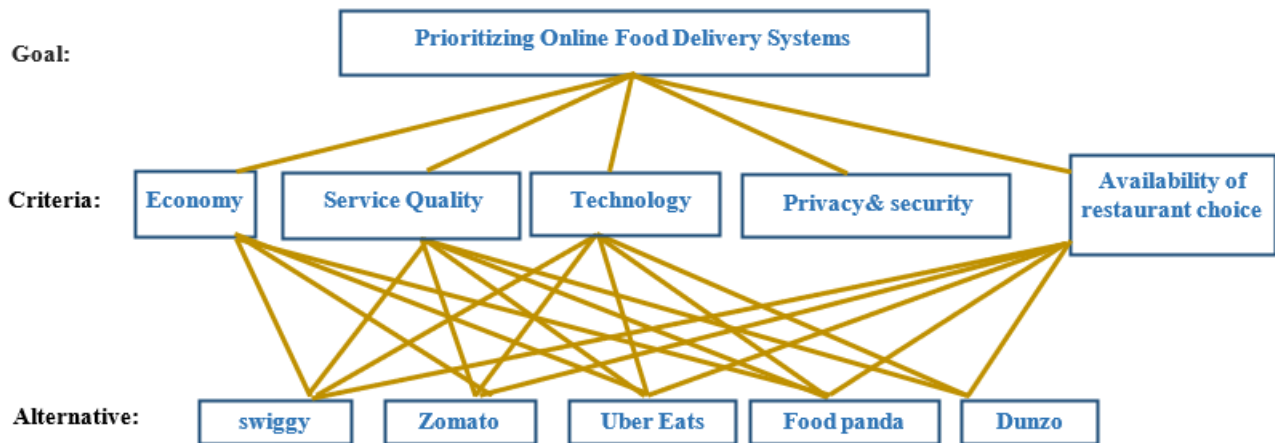 Goal:
Prioritizing Online Food Delivery Systems
Criteria:
Economy
Service Quality
Technology
Privacy& security
Availability of
restaurant choice
Alternative:
swiggy
Zomato
Uber Eats
Food panda
Dunzo